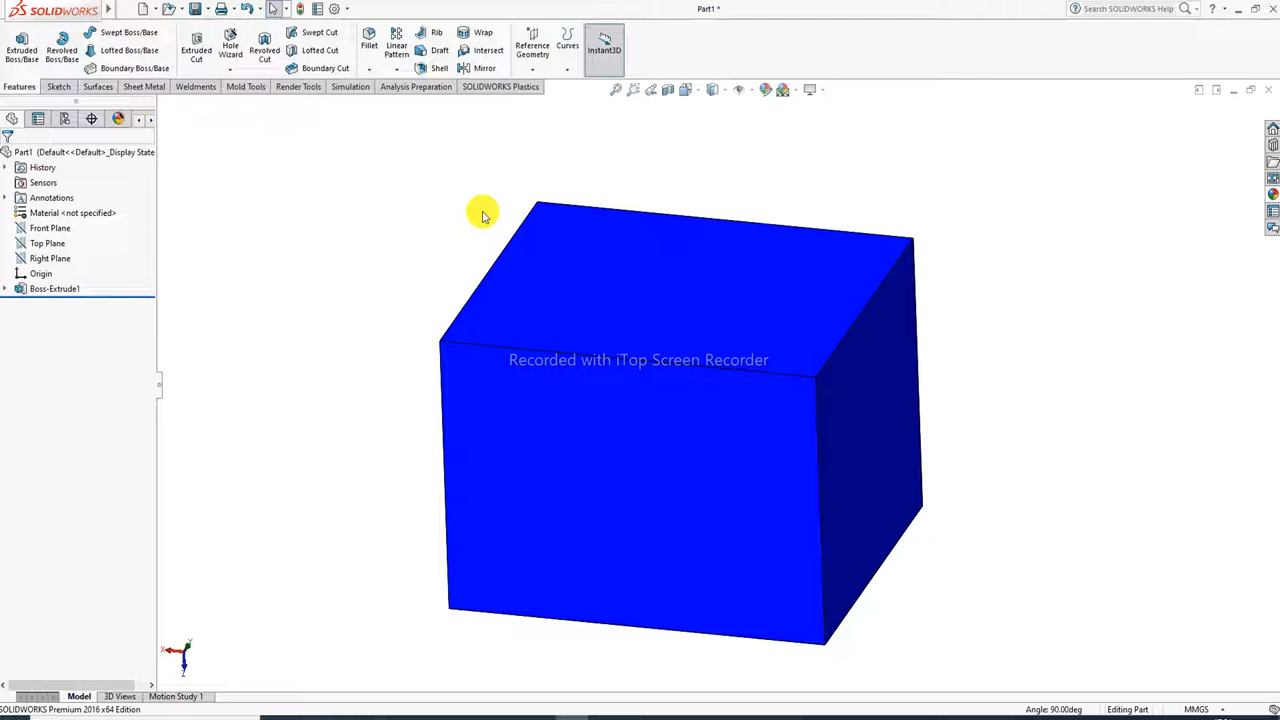 SOLIDWORKS
Part1 *
Search SOLIDWORKS Help
Extruded Boss/Base
Revolved Boss/Base
Swept Boss/Base
Lofted Boss/Base
Boundary Boss/Base
Extruded Cut
Hole Wizard
Revolved Cut
Swept Cut
Lofted Cut
Boundary Cut
Fillet
Linear Pattern
Rib
Draft
Shell
Wrap
Intersect
Mirror
Reference Geometry
Curves
Instant3D
Features Sketch Surfaces Sheet Metal Weldments Mold Tools Render Tools Simulation Analysis Preparation SOLIDWORKS Plastics
Part1 (Default<<Default>_Display State
History
Sensors
Annotations
Material <not specified>
Front Plane
Top Plane
Right Plane
Origin
Boss-Extrude1
Recorded with iTop Screen Recorder
X
Y
Z
Model 3D Views Motion Study 1
SOLIDWORKS Premium 2016 x64 Edition
Angle: 90.00deg Editing Part MMGS